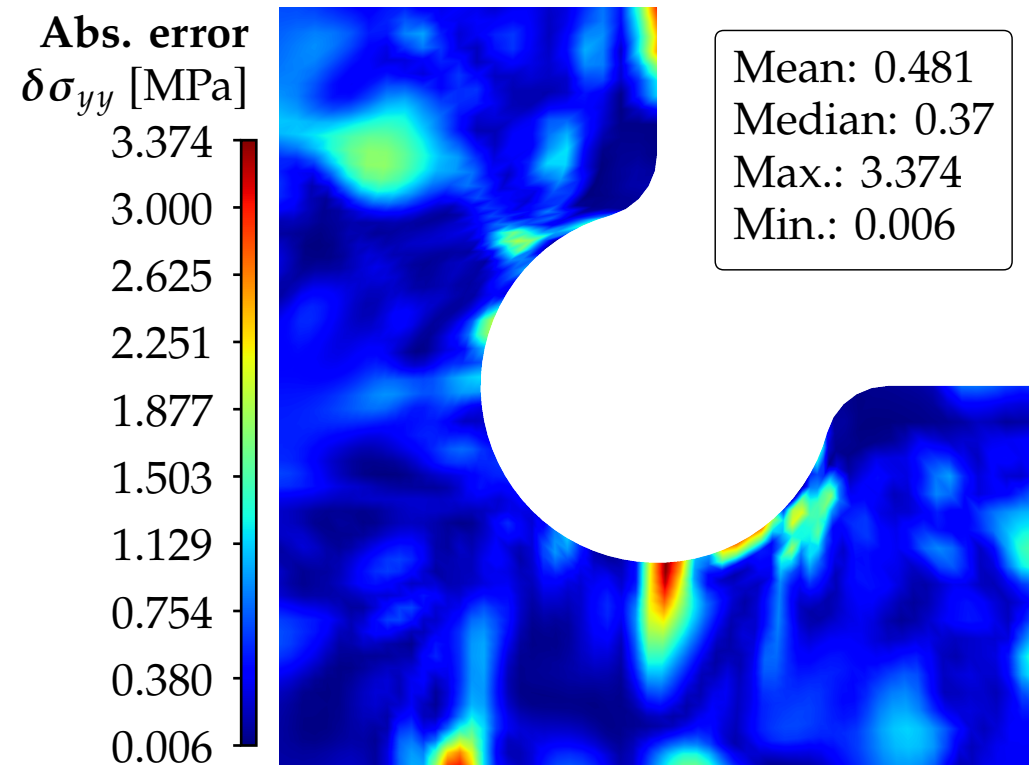 Abs. error
δσyy [MPa]
3.374
3.000
2.625
2.251
1.877
1.503
1.129
0.754
0.380
0.006
Mean: 0.481
Median: 0.37
Max.: 3.374
Min.: 0.006